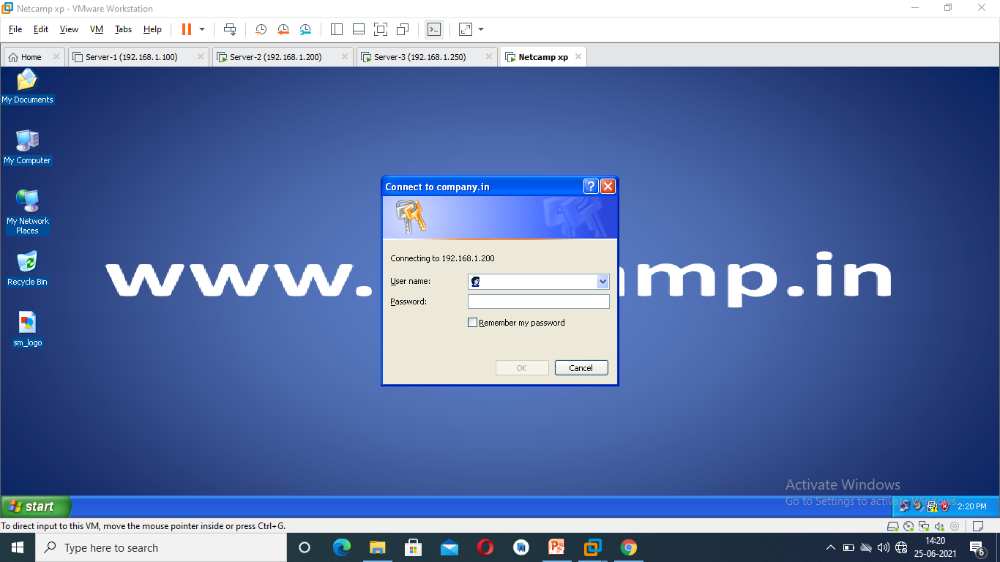 Netcamp xp - VMware Workstation
File Edit View VM Tabs Help
Home Server-1 (192.168.1.100) Server-2 (192.168.1.200) Server-3 (192.168.1.250) Netcamp xp
My Documents
My Computer
My Network
Places
Recycle Bin
sm_logo
www. amp.in
Connect to company.in
Connecting to 192.168.1.200
User name:
Password:
Remember my password
OK Cancel
Activate Windows
Go to Settings to activate Windows.
start
2:20 PM
To direct input to this VM, move the mouse pointer inside or press Ctrl+G.
Type here to search
14:20
25-06-2021
6